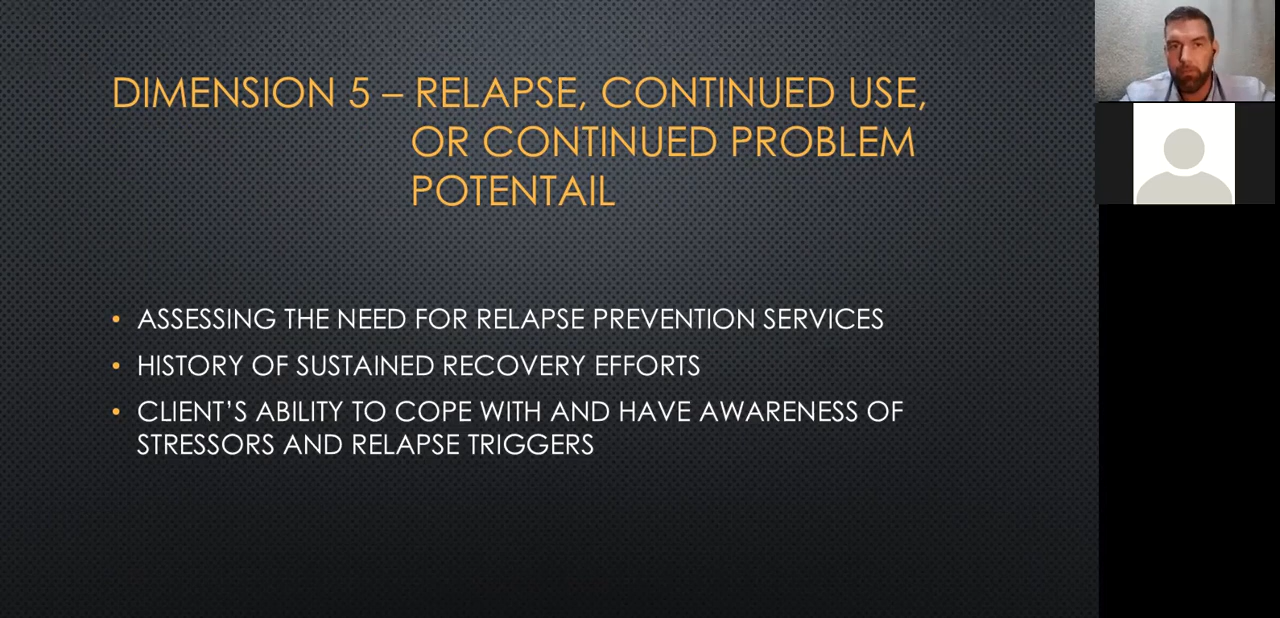 DIMENSION 5 – RELAPSE, CONTINUED USE,
OR CONTINUED PROBLEM
POTENTAIL
• ASSESSING THE NEED FOR RELAPSE PREVENTION SERVICES
• HISTORY OF SUSTAINED RECOVERY EFFORTS
• CLIENT’S ABILITY TO COPE WITH AND HAVE AWARENESS OF
STRESSORS AND RELAPSE TRIGGERS